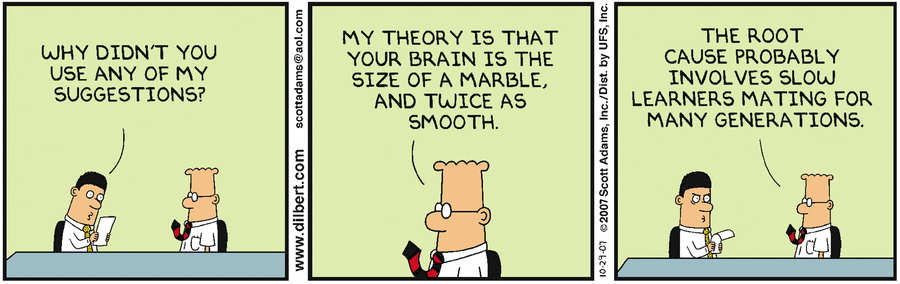 WHY DIDN'T YOU
USE ANY OF MY
SUGGESTIONS?
www.dilbert.com
scottadams@aol.com
MY THEORY IS THAT
YOUR BRAIN IS THE
SIZE OF A MARBLE,
AND TWICE AS
SMOOTH.
10-29-07 ©2007 Scott Adams, Inc./Dist. by UFS, Inc.
THE ROOT
CAUSE PROBABLY
INVOLVES SLOW
LEARNERS MATING FOR
MANY GENERATIONS.